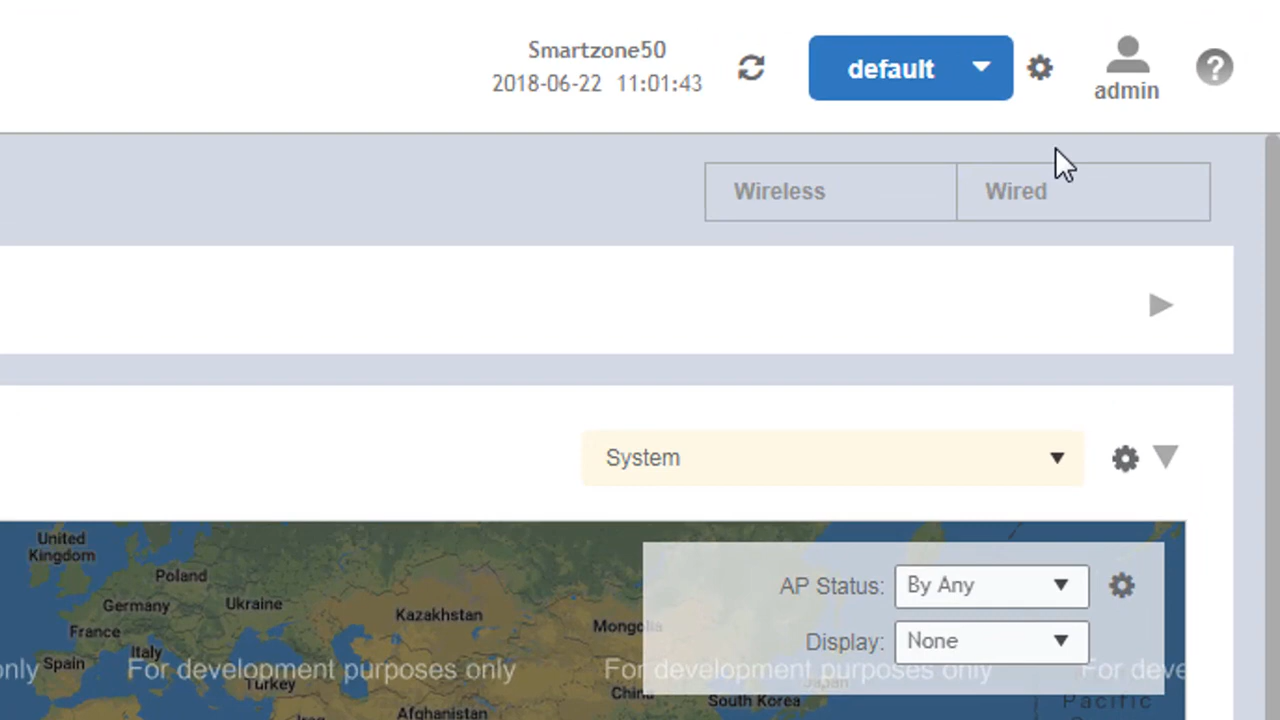 Smartzone50
2018-06-22 11:01:43
default
admin
?
Wireless
Wired
System
AP Status: By Any
Display: None
United
Kingdom
Poland
Germany
Ukraine
France
Kazakhstan
Mongolia
Italy
Spain
only
For development purposes only
For development purposes only
For deve
Turkey
Japan
China
South Korea
Afghanistan
Iraq
Pacific